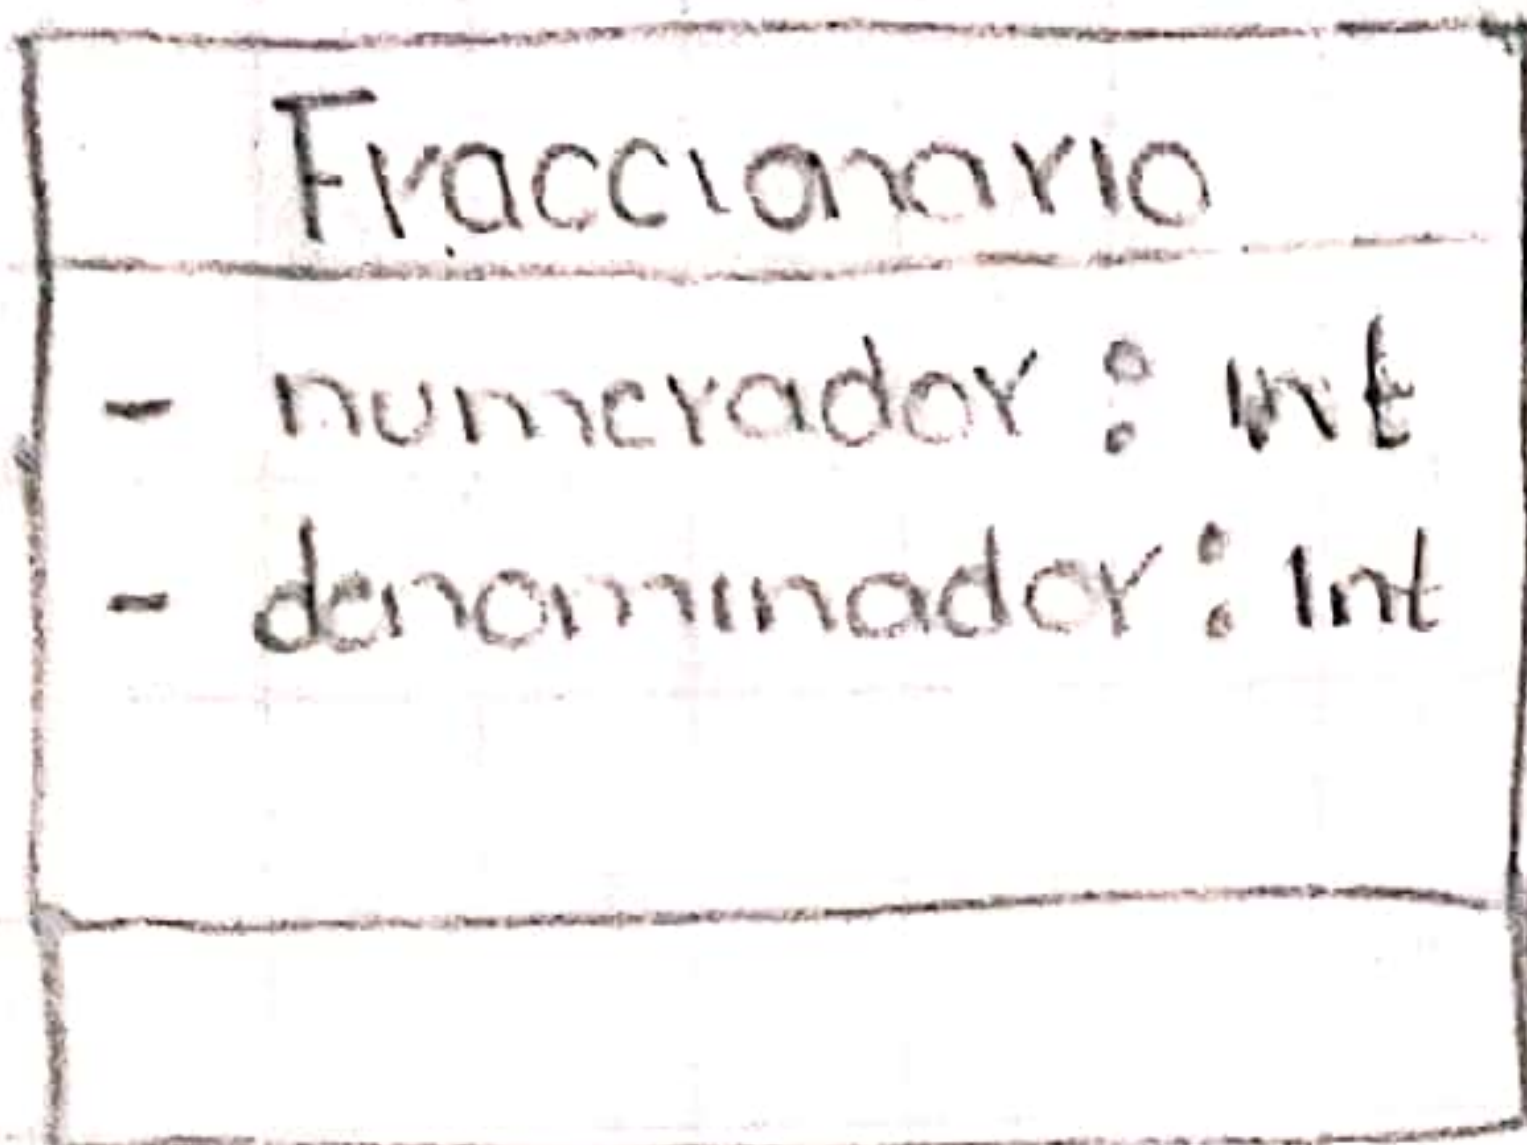 Fraccionario
- numerador : Int
- denominador : Int